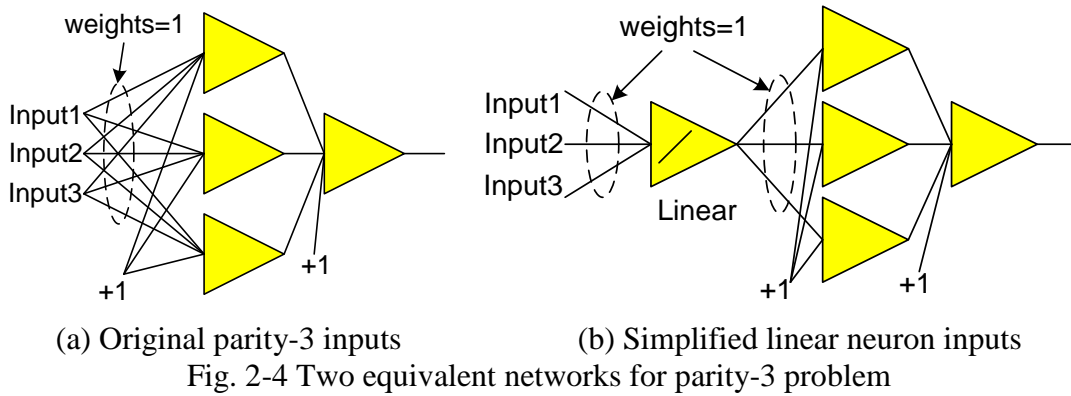 weights=1
Input1
Input2
Input3
+1
+1
(a) Original parity-3 inputs
weights=1
Input1
Input2
Input3
Linear
+1
+1
(b) Simplified linear neuron inputs
Fig. 2-4 Two equivalent networks for parity-3 problem